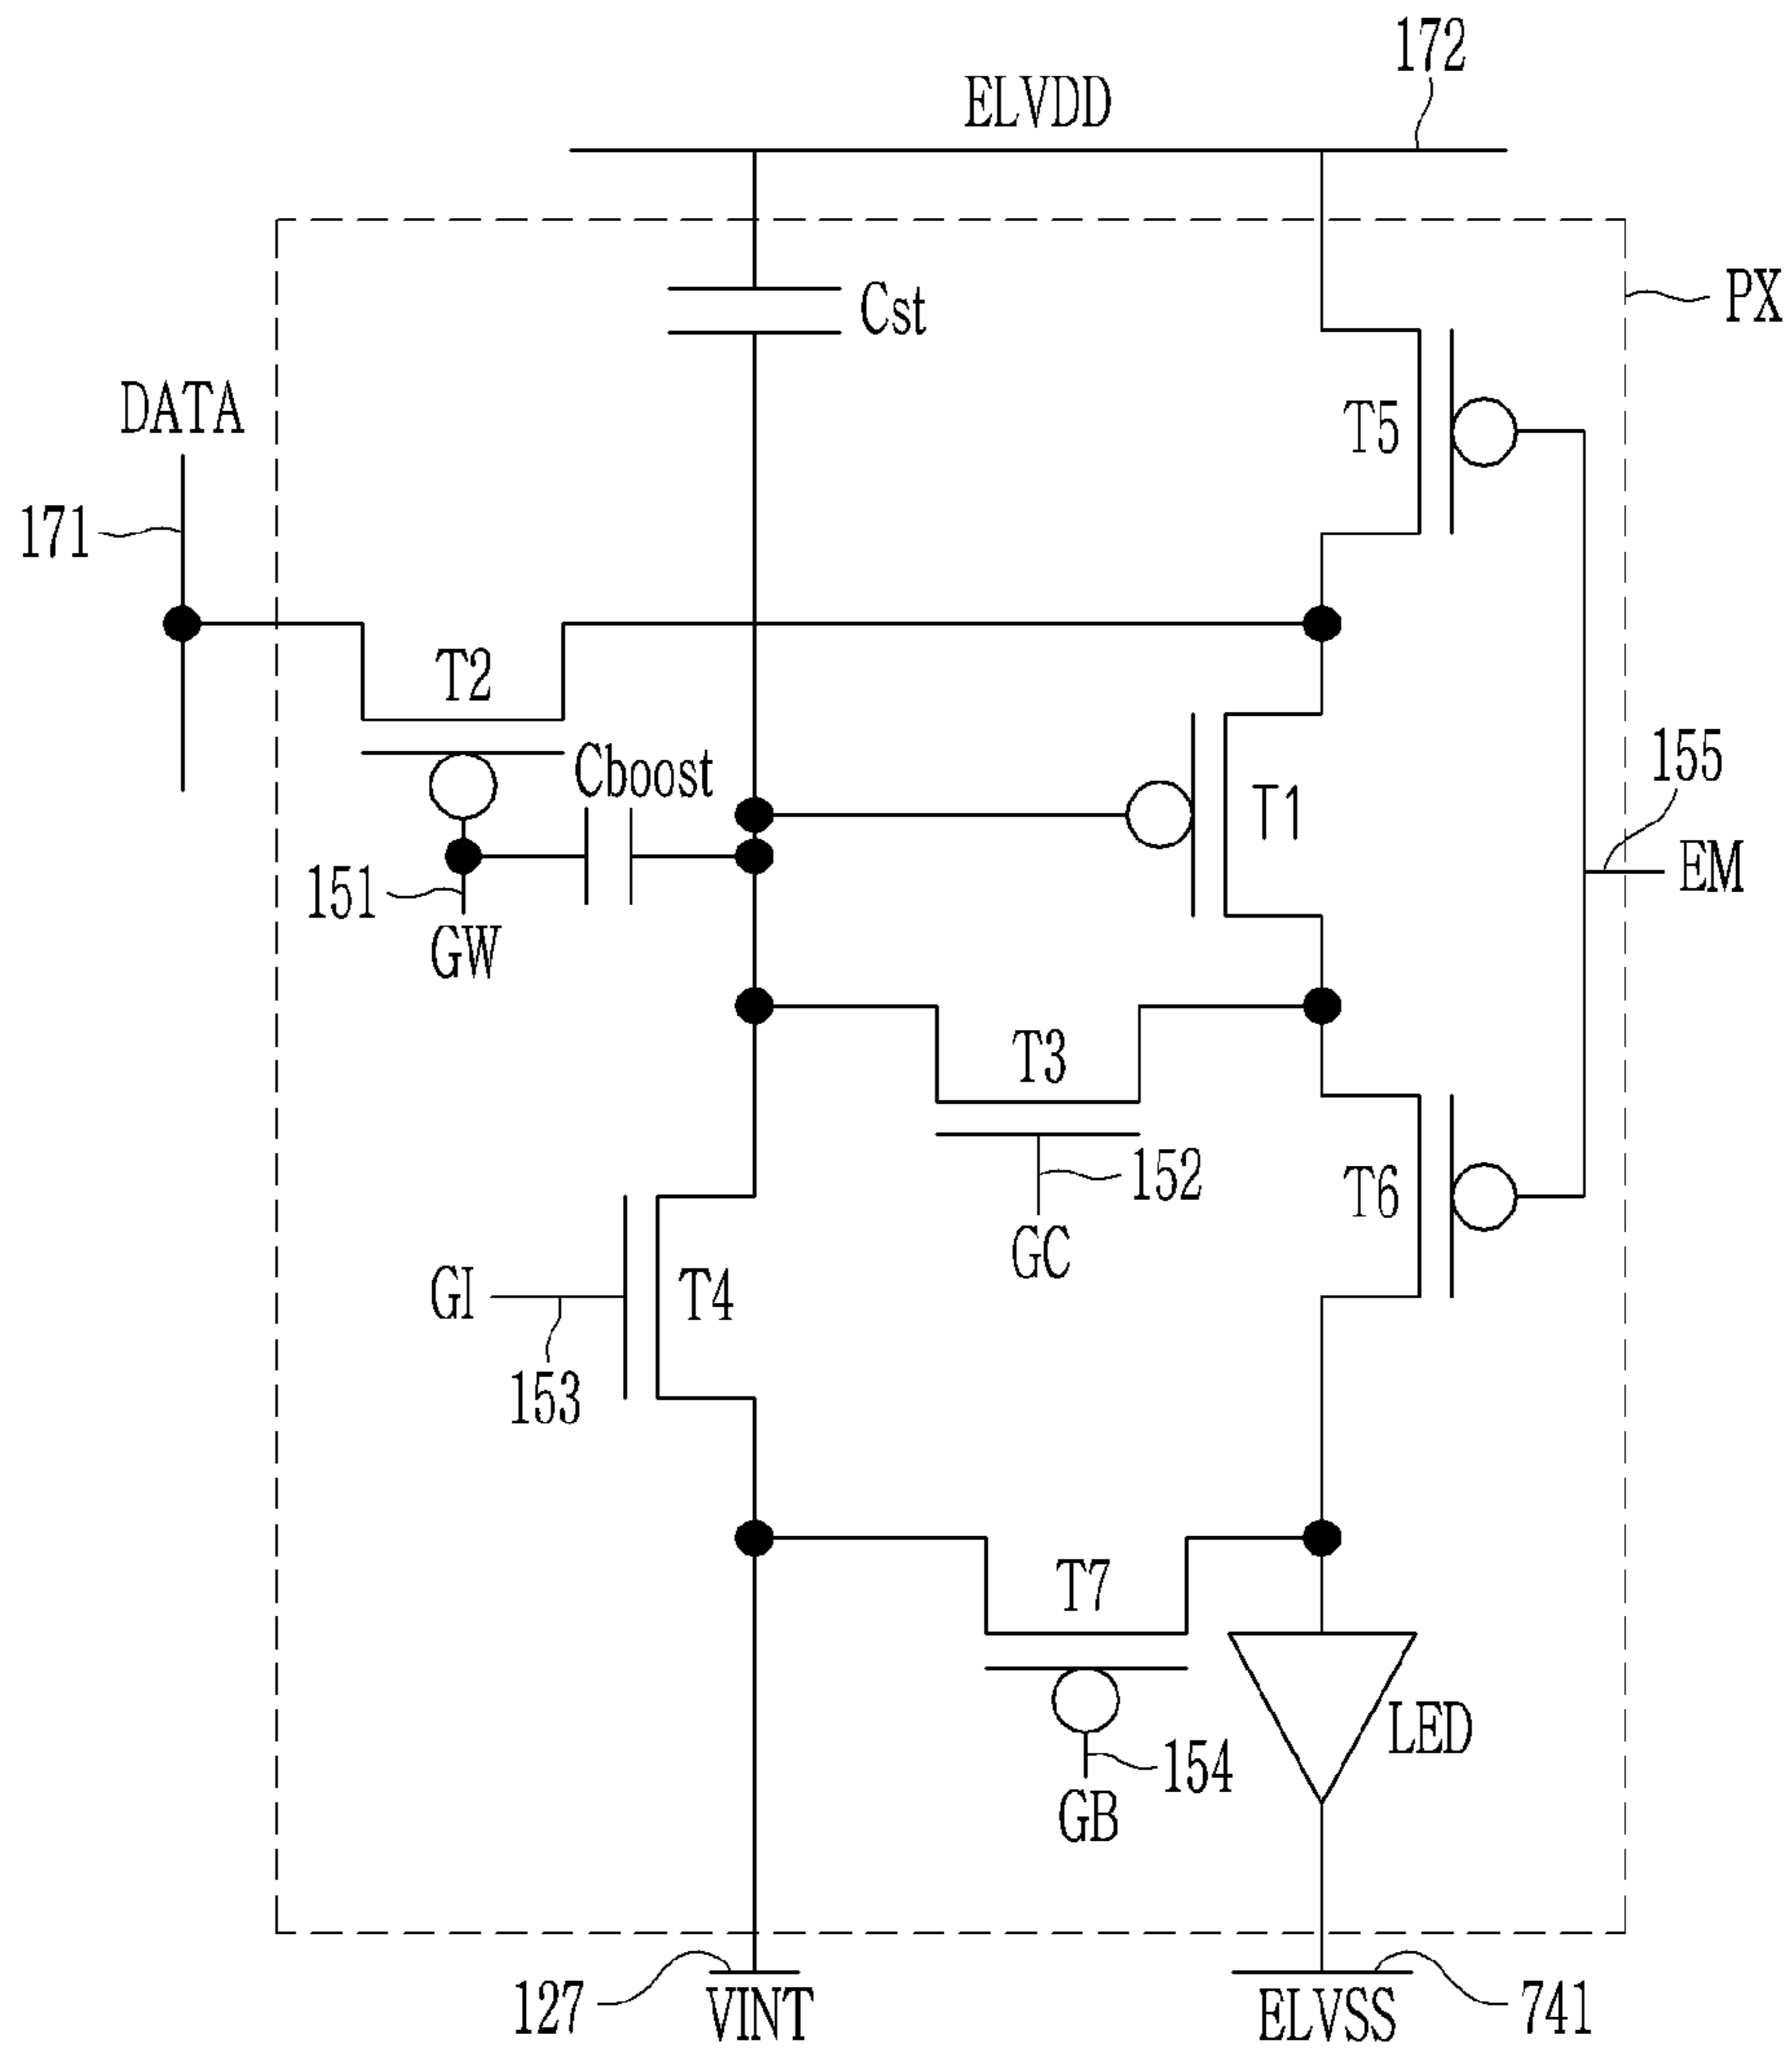 172
ELVDD
Cst
PX
DATA
T5
171
T2
Cboost
T1
155
151
EM
GW
T3
152
T6
GC
GI
T4
153
T7
LED
154
GB
127
VINT
ELVSS
741